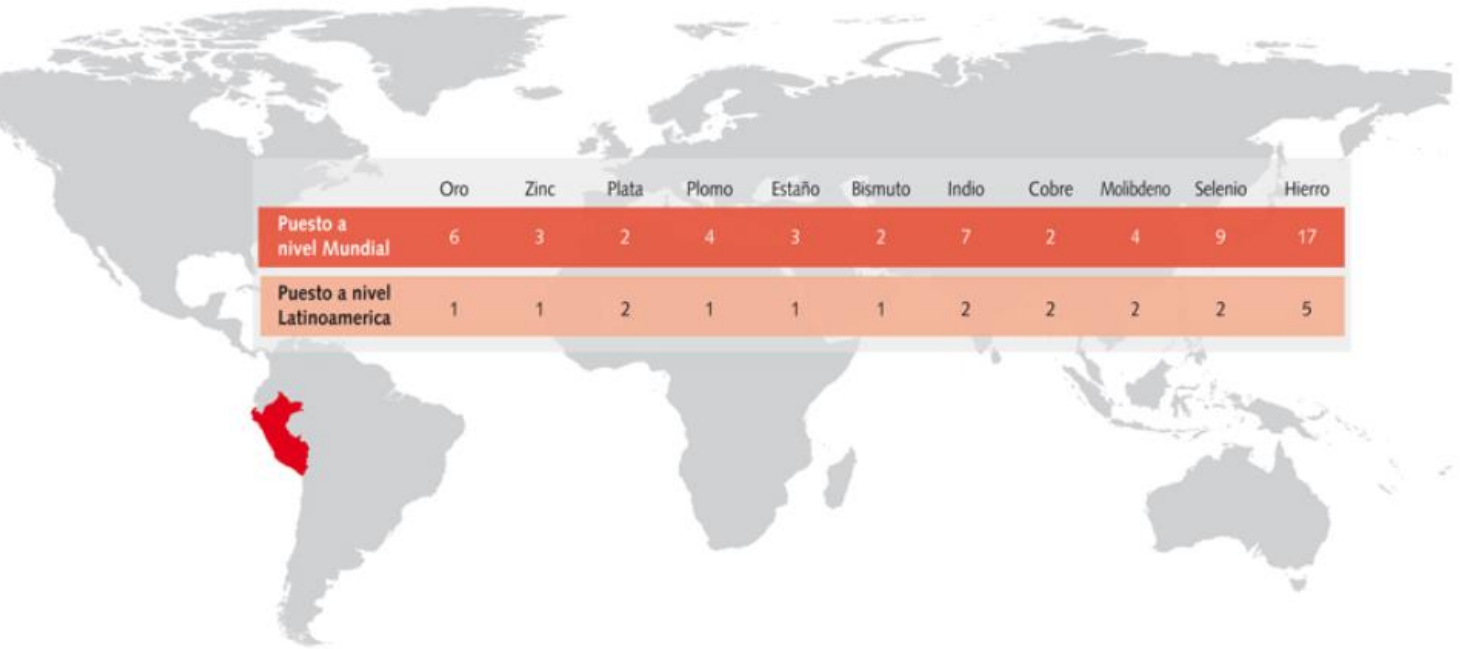 Oro Zinc Plata Plomo Estaño Bismuto Indio Cobre Molibdeno Selenio Hierro
Puesto a
nivel Mundial 6 3 2 4 3 2 7 2 4 9 17
Puesto a nivel
Latinoamerica 1 1 2 1 1 1 2 2 2 2 5